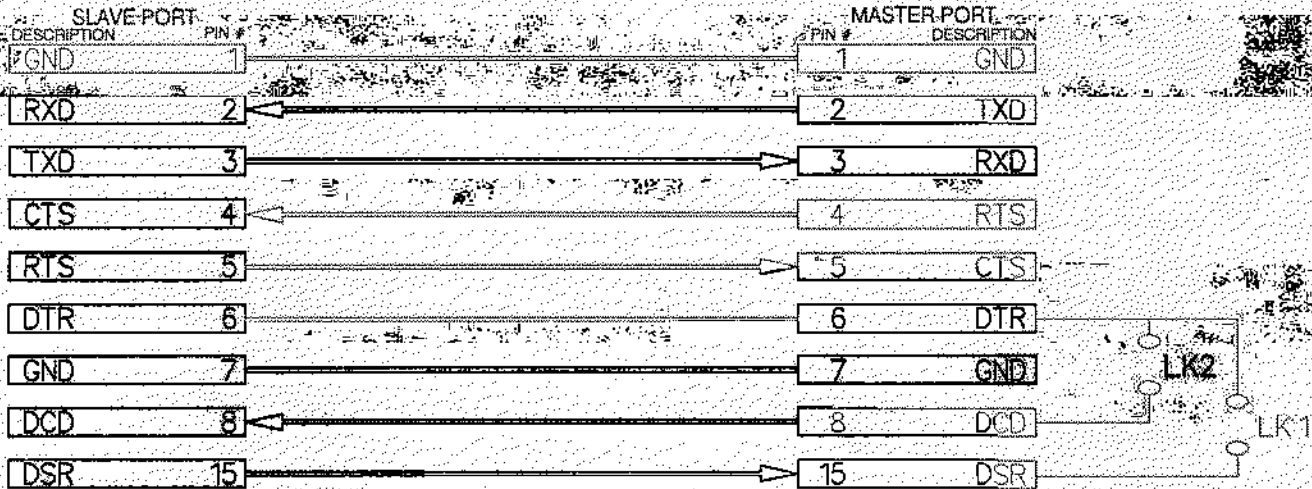 SLAVE PORT MASTER PORT
DESCRIPTION PIN # PIN # DESCRIPTION
GND 1 1 GND
RXD 2 2 TXD
TXD 3 3 RXD
CTS 4 4 RTS
RTS 5 5 CTS
DTR 6 6 DTR
GND 7 7 GND
LK2
DCD 8 8 DCD
LK1
DSR 15 15 DSR